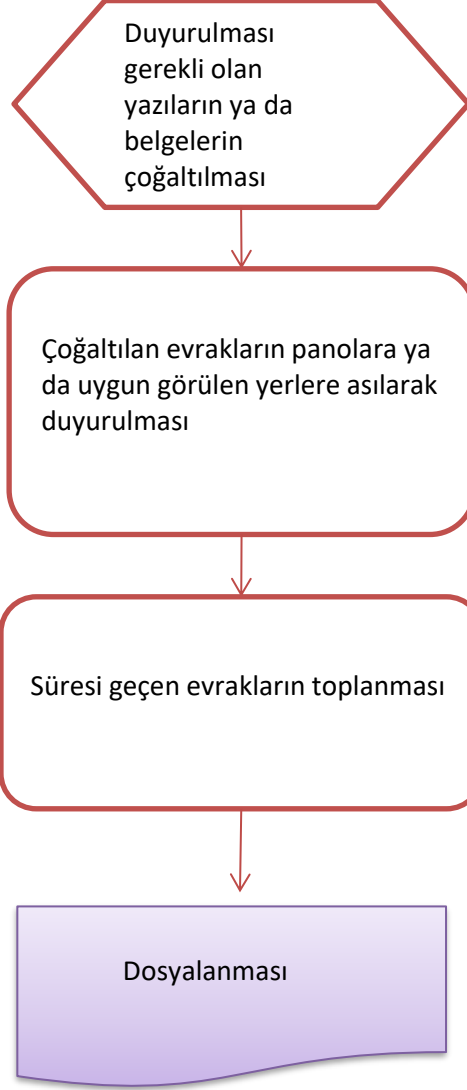 Duyurulması
gerekli olan
yazıların ya da
belgelerin
çoğaltılması
Çoğaltılan evrakların panolara ya
da uygun görülen yerlere asılarak
duyurulması
Süresi geçen evrakların toplanması
Dosyalanması